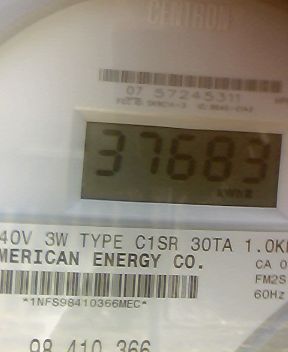 CENTRON
07 57245311
37683
kWh
40V 3W TYPE C1SR 30TA 1.0K
MERICAN ENERGY CO.
CA 0
FM2S
*1NFS98410366MEC*
60Hz
98 410 366